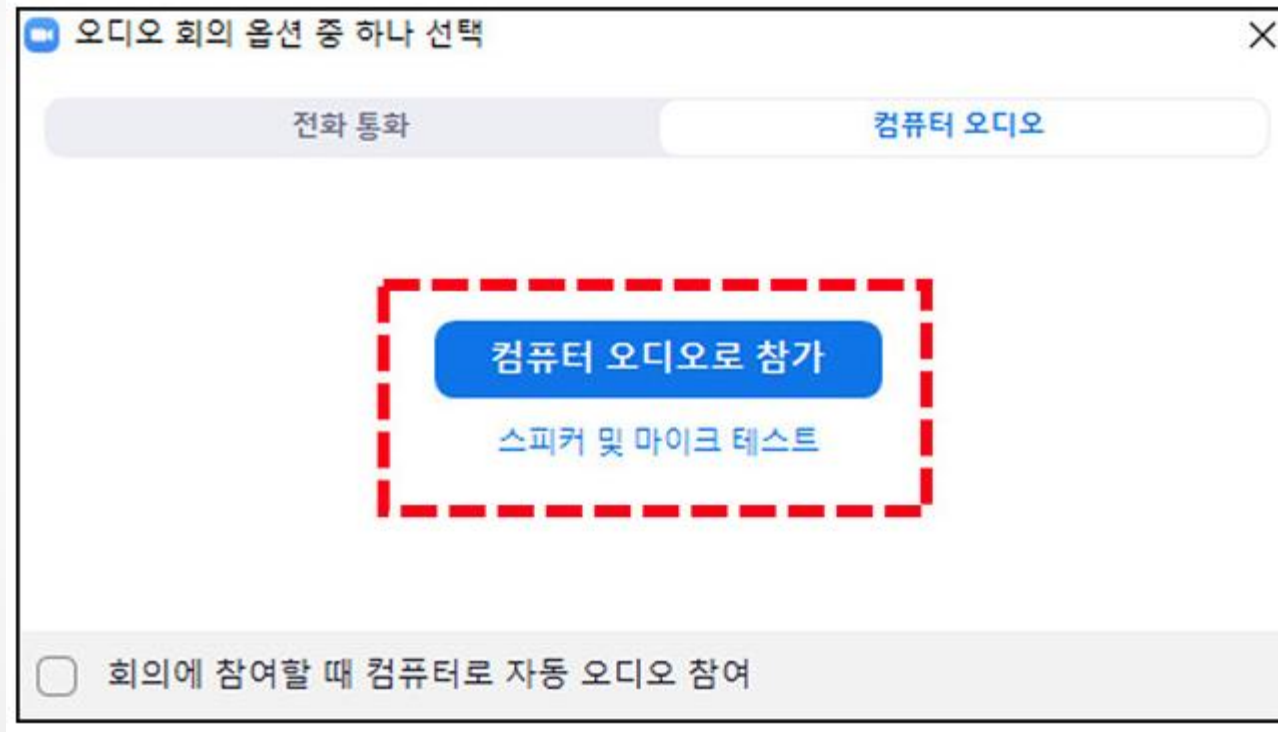 오디오 회의 옵션 중 하나 선택
전화 통화 컴퓨터 오디오
컴퓨터 오디오로 참가
스피커 및 마이크 테스트
회의에 참여할 때 컴퓨터로 자동 오디오 참여